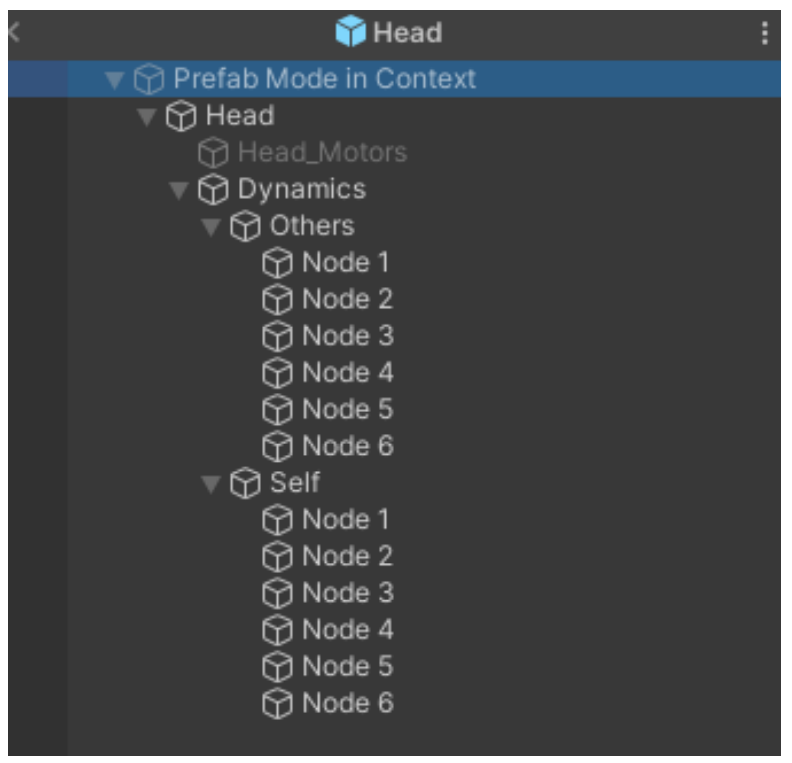 Head
Prefab Mode in Context
Head
Head_Motors
Dynamics
Others
Node 1
Node 2
Node 3
Node 4
Node 5
Node 6
Self
Node 1
Node 2
Node 3
Node 4
Node 5
Node 6